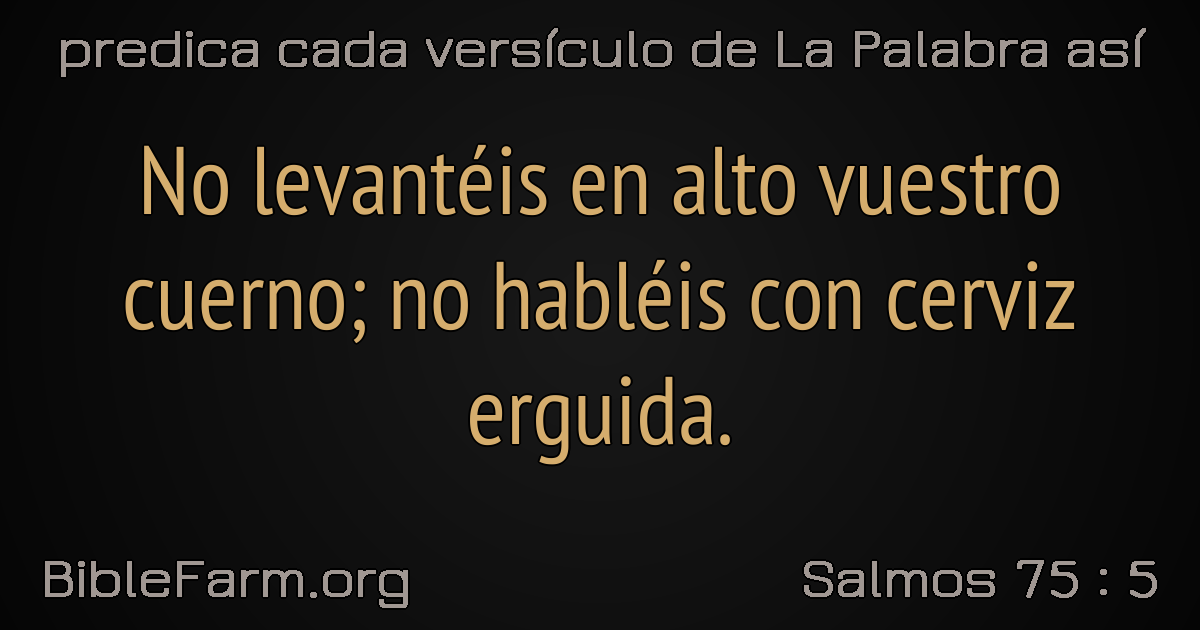 predica cada versículo de La Palabra así
No levantéis en alto vuestro
cuerno; no habléis con cerviz
erguida.
BibleFarm.org
Salmos 75 : 5